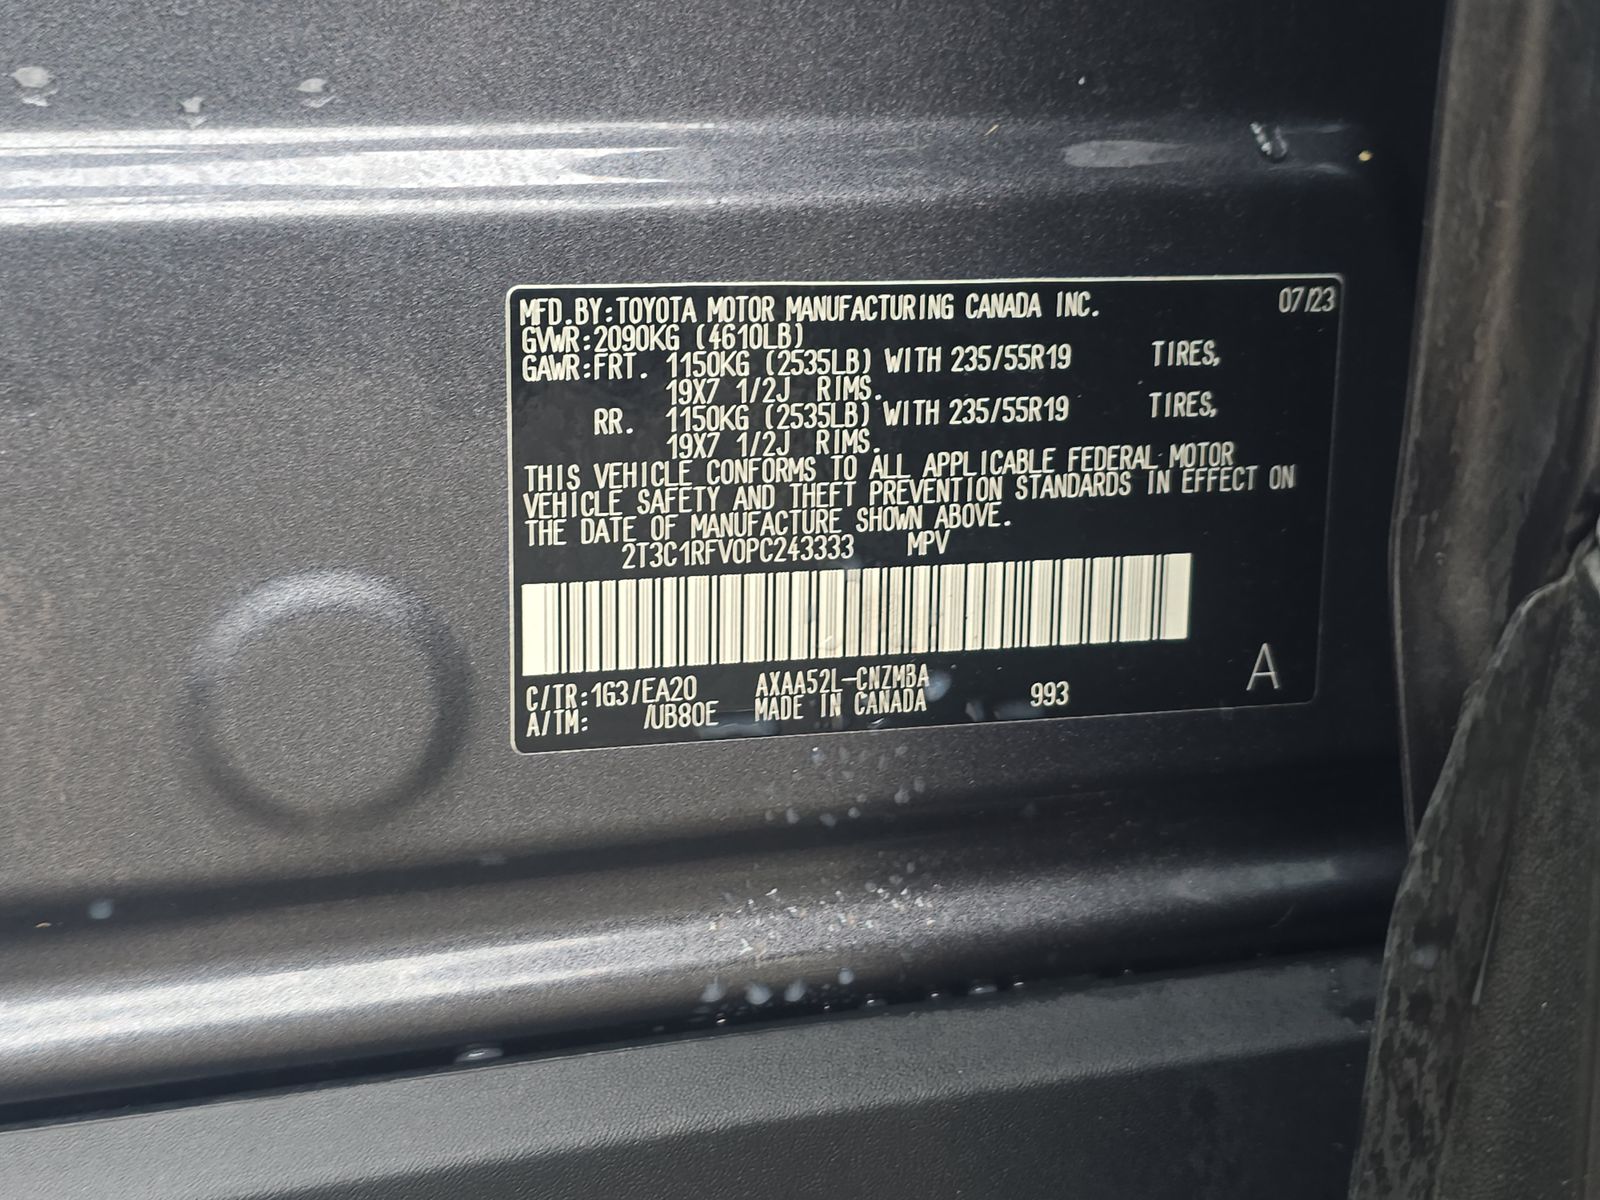 MFD.BY:TOYOTA MOTOR MANUFACTURING CANADA INC. 07/23
GVWR:2090KG (4610LB)
GAWR:FRT. 1150KG (2535LB) WITH 235/55R19 TIRES,
19X7 1/2J RIMS.
RR. 1150KG (2535LB) WITH 235/55R19 TIRES,
19X7 1/2J RIMS.
THIS VEHICLE CONFORMS TO ALL APPLICABLE FEDERAL MOTOR
VEHICLE SAFETY AND THEFT PREVENTION STANDARDS IN EFFECT ON
THE DATE OF MANUFACTURE SHOWN ABOVE.
2T3C1RFV0PC243333 MPV
C/TR:1G3/EA20 AXAA52L-CNZMBA 993 A
A/TM: /UB80E MADE IN CANADA